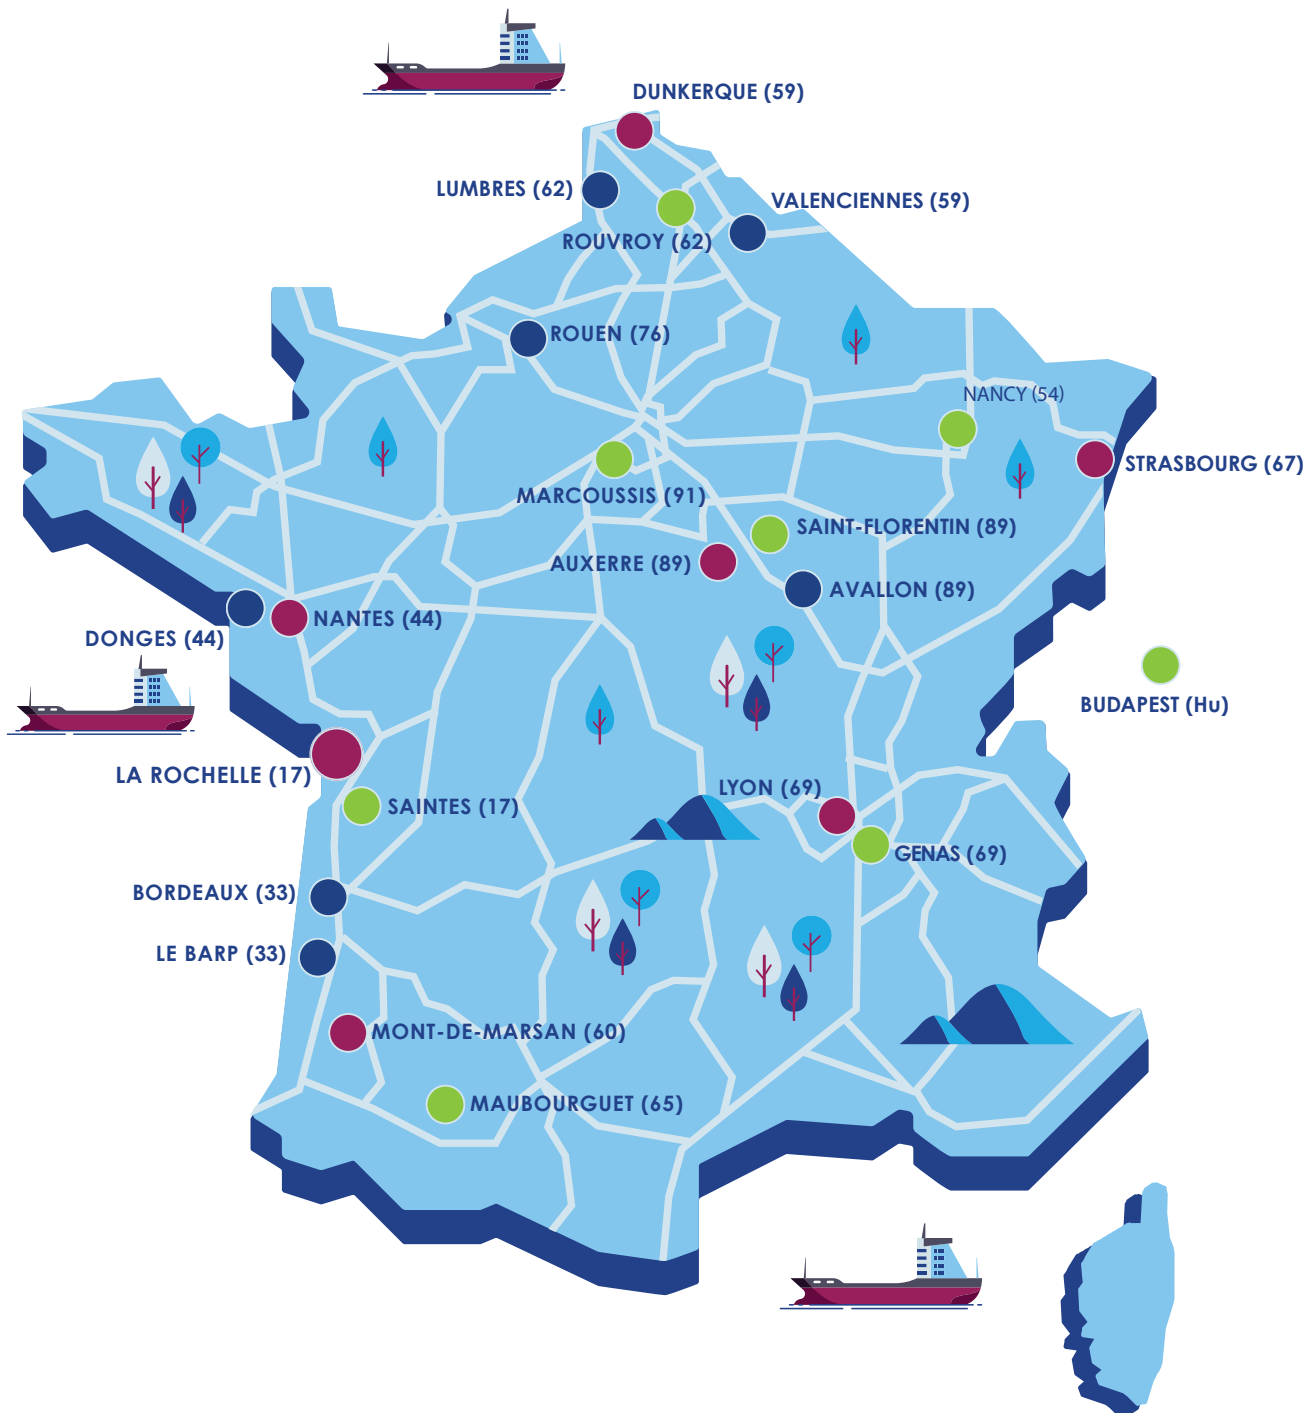 DUNKERQUE (59)
LUMBRES (62)
VALENCIENNES (59)
ROUVROY (62)
ROUEN (76)
NANCY (54)
STRASBOURG (67)
MARCOUSSIS (91)
SAINT-FLORENTIN (89)
AUXERRE (89)
AVALLON (89)
NANTES (44)
DONGES (44)
BUDAPEST (Hu)
LA ROCHELLE (17)
LYON (69)
SAINTES (17)
GENAS (69)
BORDEAUX (33)
LE BARP (33)
MONT-DE-MARSAN (60)
MAUBOURGUET (65)